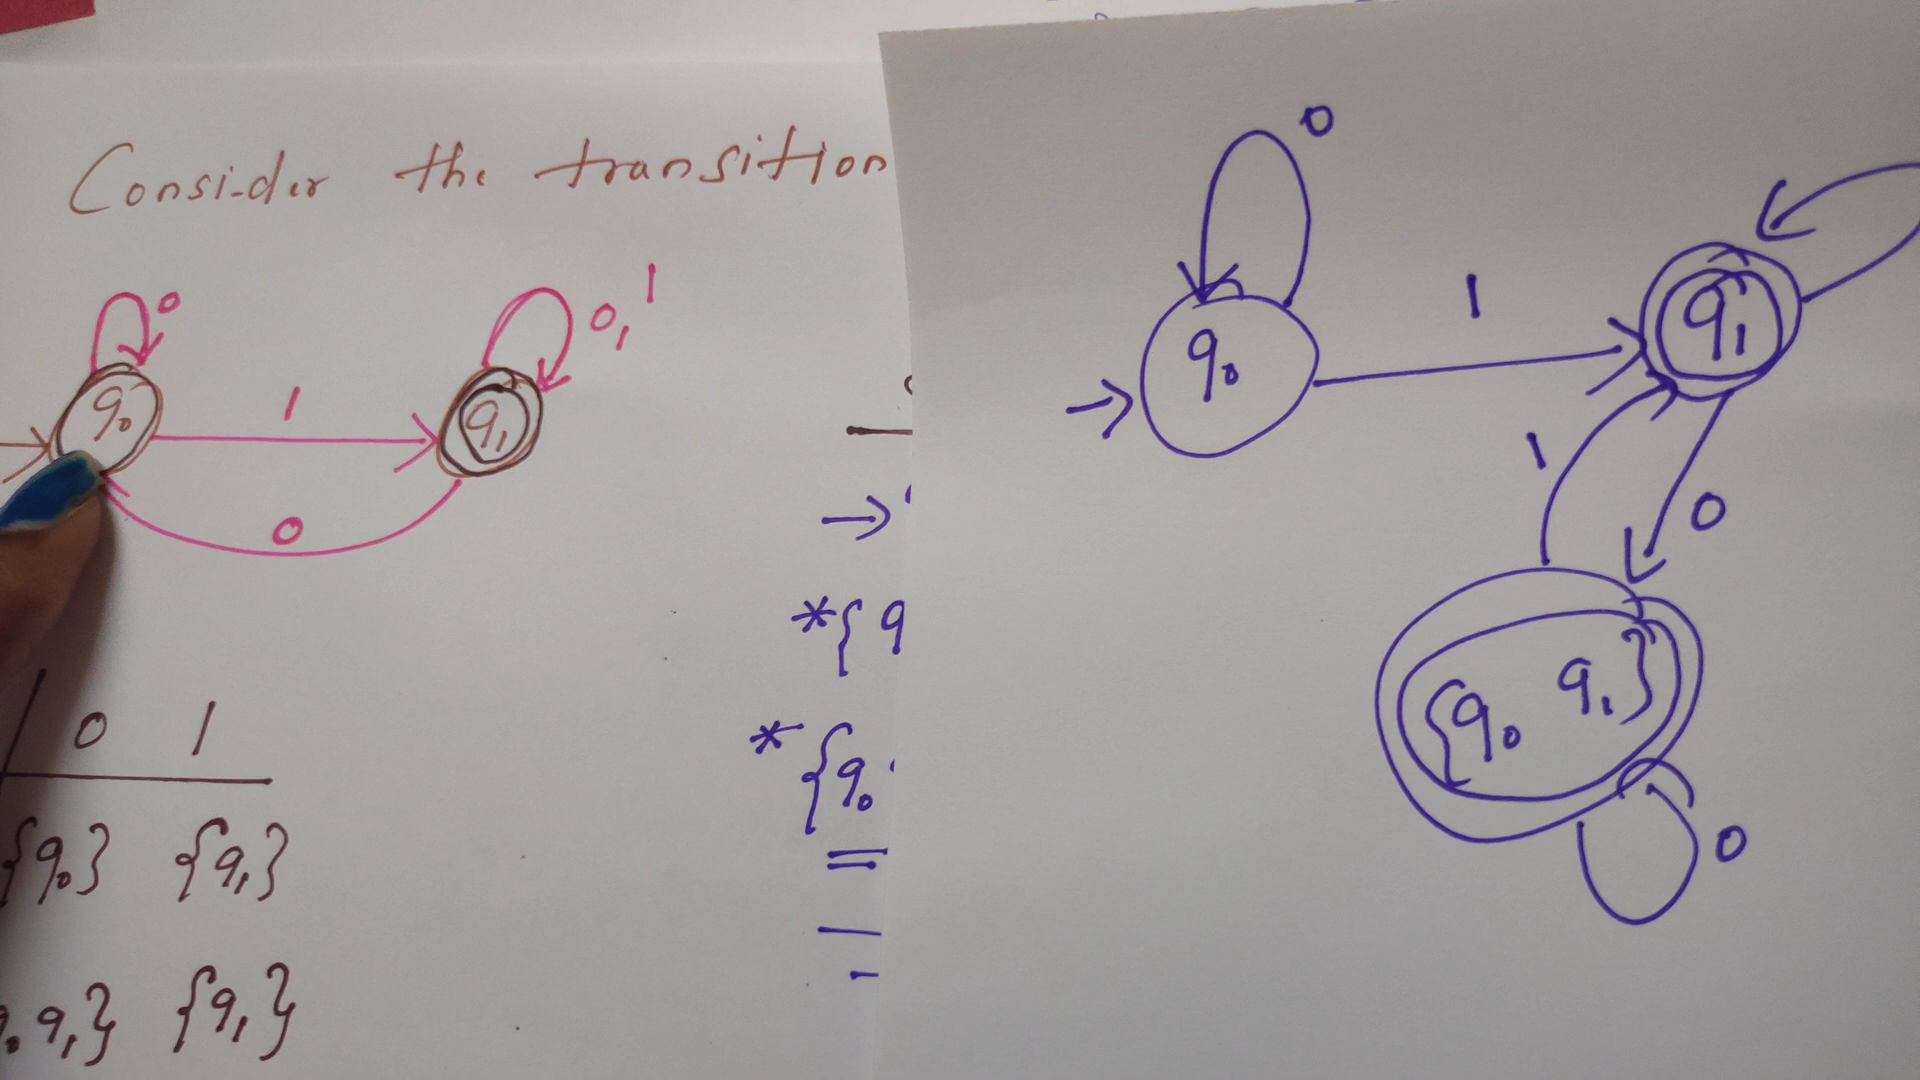 Consider the transition
0
0, 1
q0
1
q1
0
0 1
{q0} {q1}
q1} {q1}
→
*{q
*{q0
0
1
→ q0
q1
1
0
{q0 q1}
0